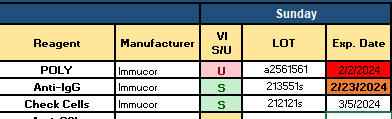 Sunday
Reagent Manufacturer VI S/U LOT Exp. Date
POLY Immucor U a2561561 2/2/2024
Anti-IgG Immucor S 213551s 2/23/2024
Check Cells Immucor S 212121s 3/5/2024